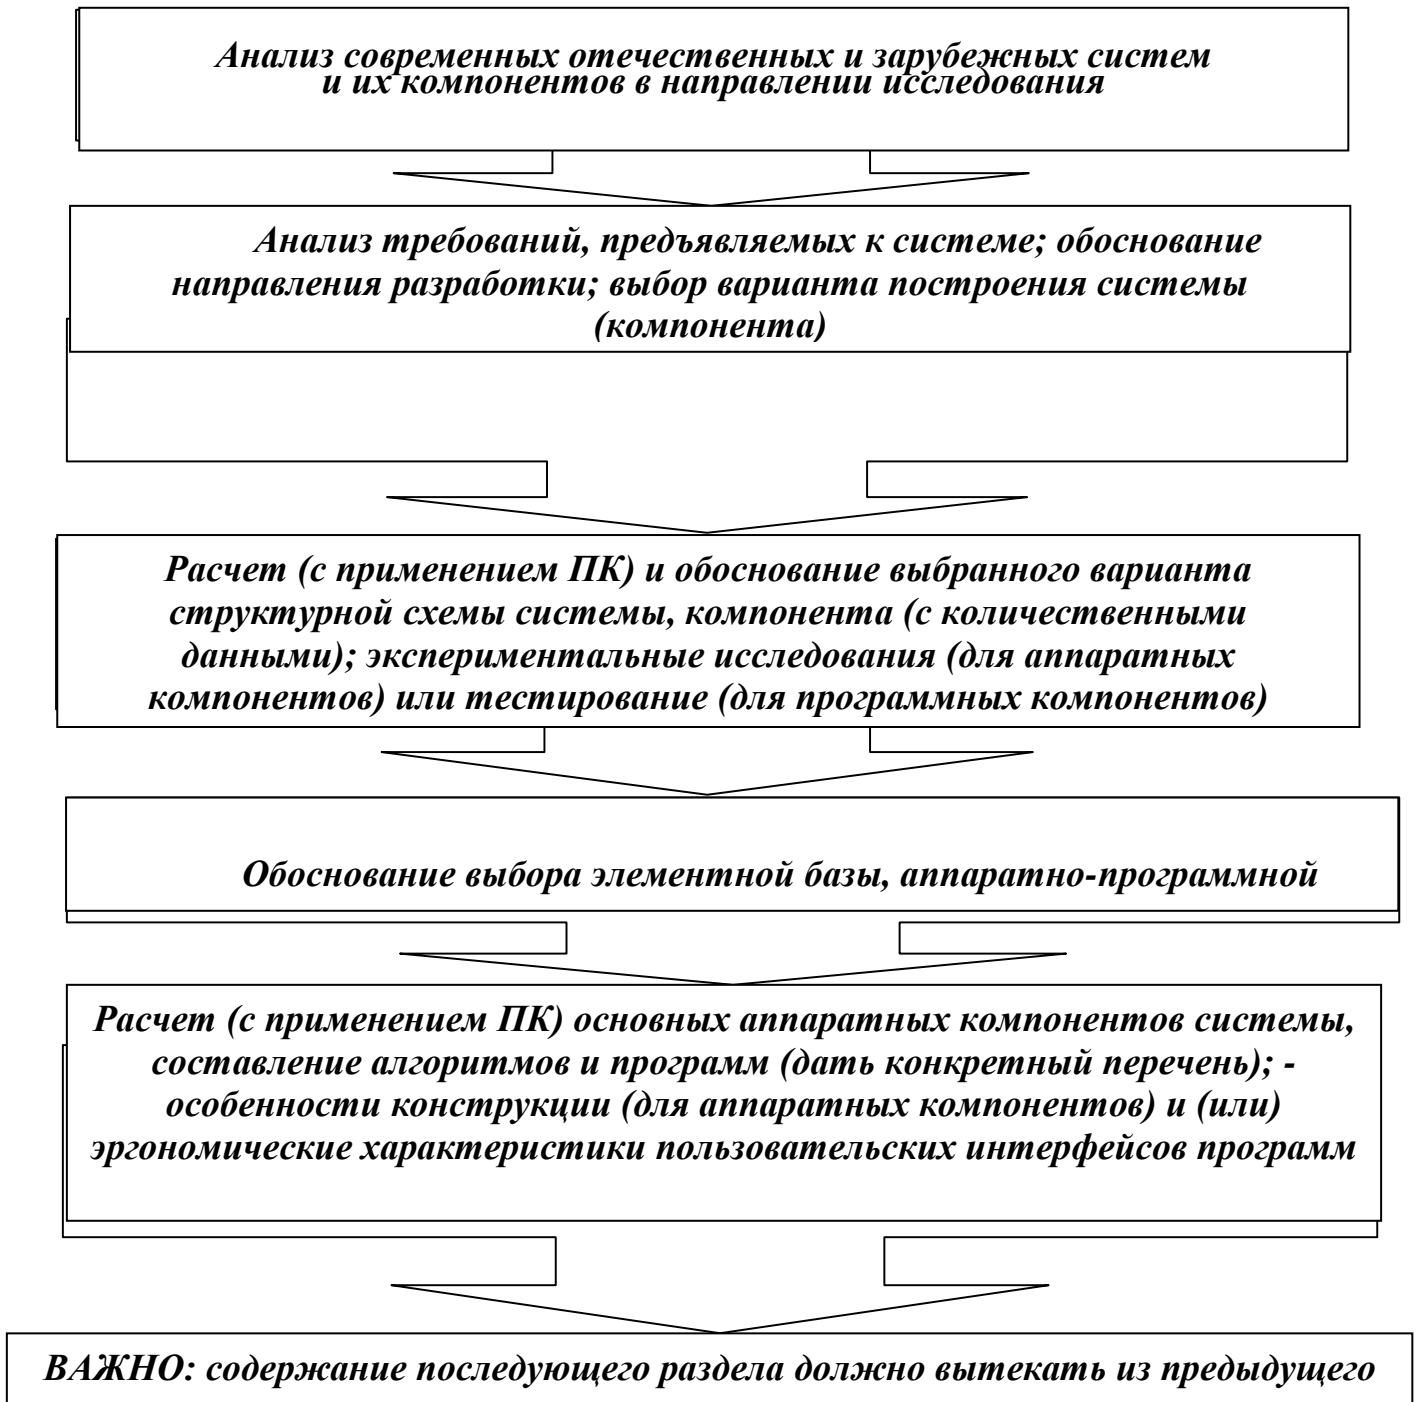 Анализ современных отечественных и зарубежных систем
и их компонентов в направлении исследования
Анализ требований, предъявляемых к системе; обоснование
направления разработки; выбор варианта построения системы
(компонента)
Расчет (с применением ПК) и обоснование выбранного варианта
структурной схемы системы, компонента (с количественными
данными); экспериментальные исследования (для аппаратных
компонентов) или тестирование (для программных компонентов)
Обоснование выбора элементной базы, аппаратно-программной
Расчет (с применением ПК) основных аппаратных компонентов системы,
составление алгоритмов и программ (дать конкретный перечень); -
особенности конструкции (для аппаратных компонентов) и (или)
эргономические характеристики пользовательских интерфейсов программ
ВАЖНО: содержание последующего раздела должно вытекать из предыдущего